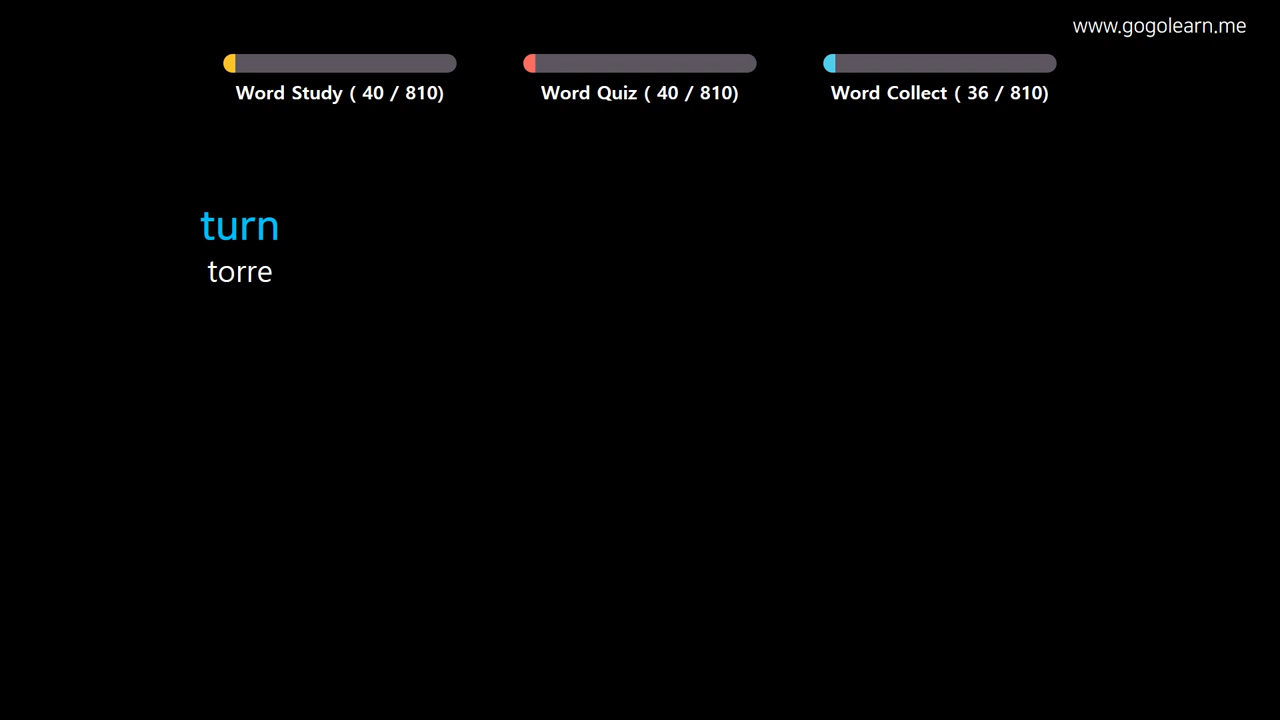 www.gogolearn.me
Word Study ( 40 / 810)
Word Quiz ( 40 / 810)
Word Collect ( 36 / 810)
turn
torre